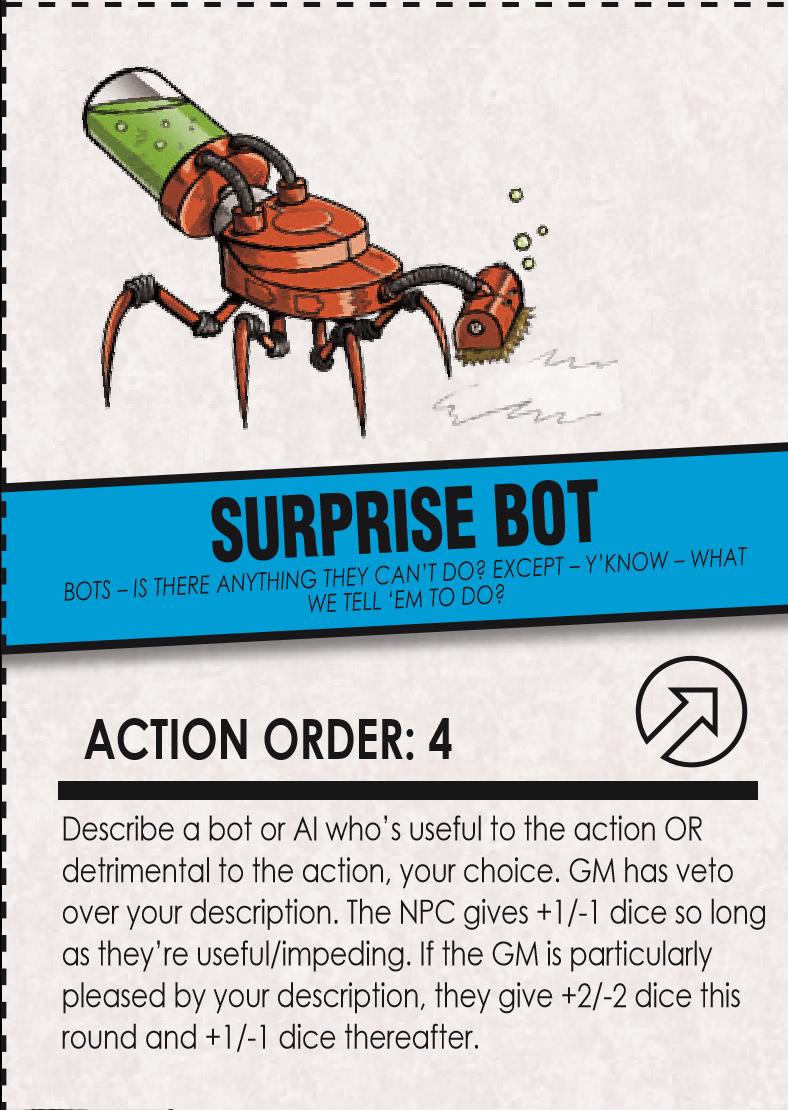 SURPRISE BOT
BOTS – IS THERE ANYTHING THEY CAN’T DO? EXCEPT – Y’KNOW – WHAT
WE TELL ‘EM TO DO?
ACTION ORDER: 4
Describe a bot or AI who’s useful to the action OR
detrimental to the action, your choice. GM has veto
over your description. The NPC gives +1/-1 dice so long
as they’re useful/impeding. If the GM is particularly
pleased by your description, they give +2/-2 dice this
round and +1/-1 dice thereafter.